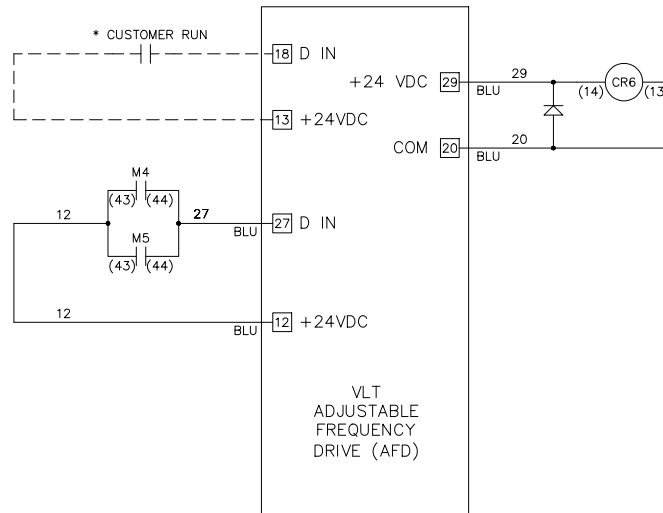 * CUSTOMER RUN
18 D IN
+24 VDC 29 29 CR6
BLU (14) (13
13 +24VDC
COM 20 20
BLU
M4
(43) (44)
12 27 27 D IN
BLU
M5
(43) (44)
12 12 +24VDC
BLU
VLT
ADJUSTABLE
FREQUENCY
DRIVE (AFD)